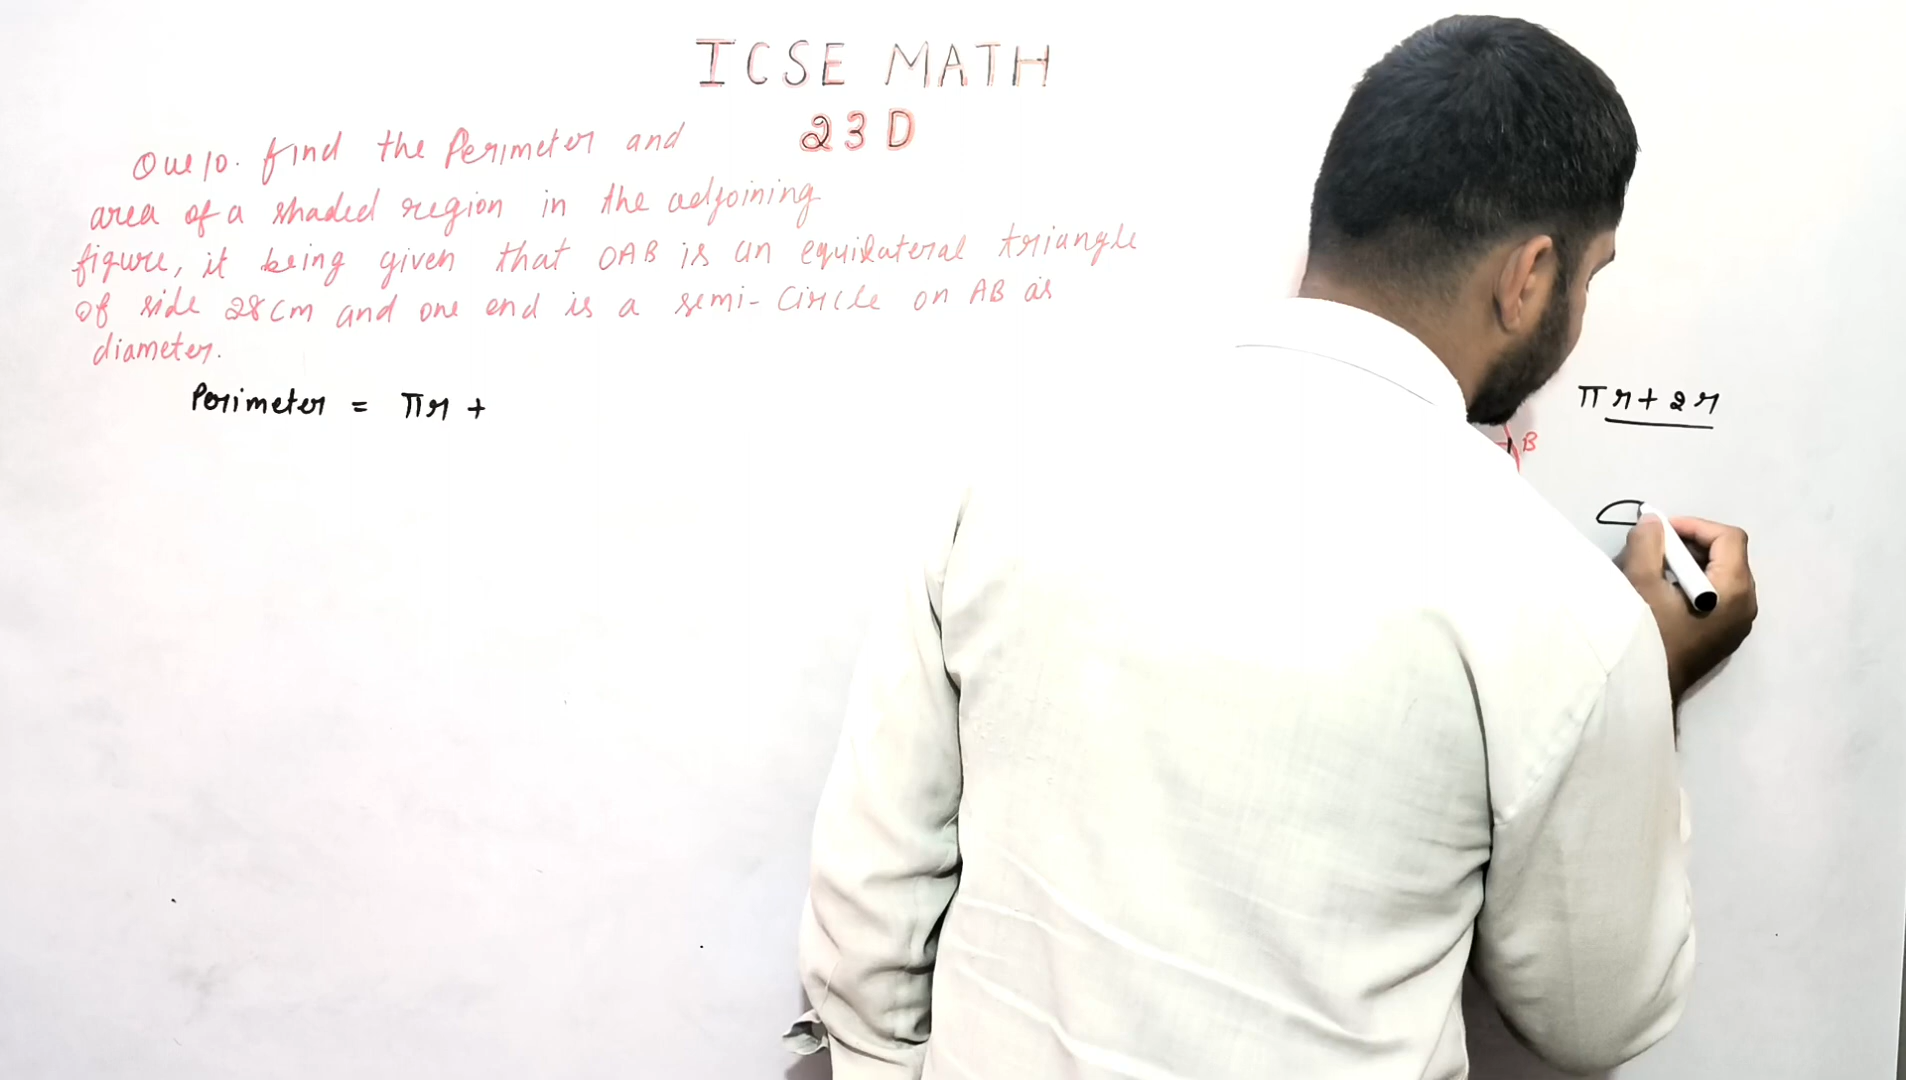 ICSE MATH
23D
Que 10. find the Perimeter and
area of a shaded region in the adjoining
figure, it being given that OAB is an equilateral triangle
of side 28cm and one end is a semi-Circle on AB as
diameter.
Perimeter = πr +
πr + 2r
B